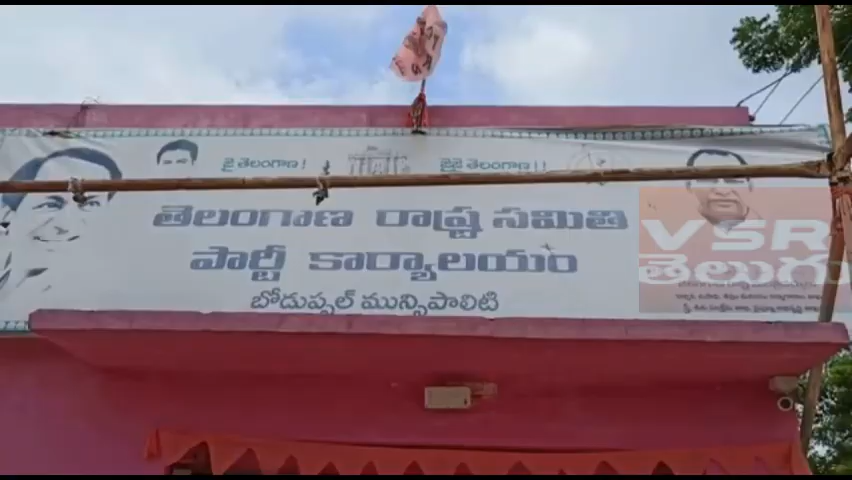 జై తెలంగాణ! జైజై తెలంగాణ!!
తెలంగాణ రాష్ట్ర సమితి
పార్టీ కార్యాలయం
బోడుప్పల్ మున్సిపాలిటి
VSR
తెలుగు